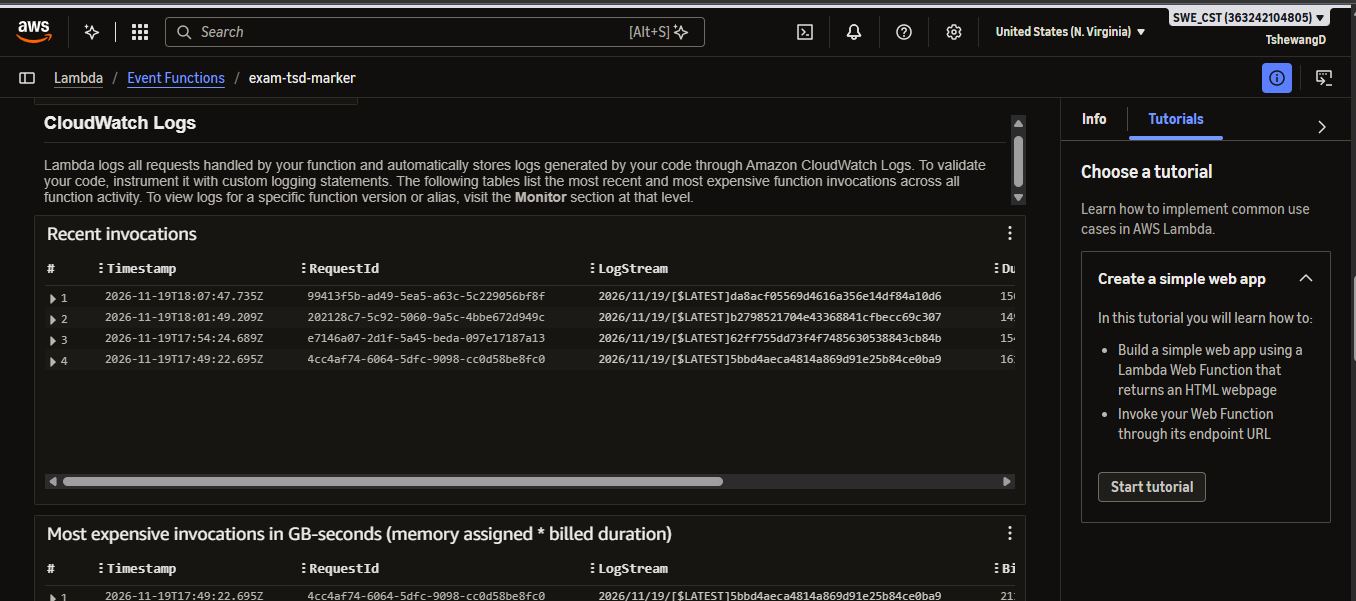 aws
Search
[Alt+S]
United States (N. Virginia) ▼
SWE_CST (363242104805) ▼
TshewangD
Lambda / Event Functions / exam-tsd-marker
CloudWatch Logs
Lambda logs all requests handled by your function and automatically stores logs generated by your code through Amazon CloudWatch Logs. To validate
your code, instrument it with custom logging statements. The following tables list the most recent and most expensive function invocations across all
function activity. To view logs for a specific function version or alias, visit the Monitor section at that level.
Recent invocations
# Timestamp RequestId LogStream Du
1 2026-11-19T18:07:47.735Z 99413f5b-ad49-5ea5-a63c-5c229056bf8f 2026/11/19/[$LATEST]da8acf05569d4616a356e14df84a10d6
2 2026-11-19T18:01:49.209Z 202128c7-5c92-5060-9a5c-4bbe672d949c 2026/11/19/[$LATEST]b2798521704e43368841cfbecc69c307
3 2026-11-19T17:54:24.689Z e7146a07-2d1f-5a45-beda-097e17187a13 2026/11/19/[$LATEST]62ff755dd73f4f7485630538843cb84b
4 2026-11-19T17:49:22.695Z 4cc4af74-6064-5dfc-9098-cc0d58be8fc0 2026/11/19/[$LATEST]5bbd4aeca4814a869d91e25b84ce0ba9
Most expensive invocations in GB-seconds (memory assigned * billed duration)
# Timestamp RequestId LogStream Bi
1 2026-11-19T17:49:22.695Z 4cc4af74-6064-5dfc-9098-cc0d58be8fc0 2026/11/19/[$LATEST]5bbd4aeca4814a869d91e25b84ce0ba9
Info
Tutorials
Choose a tutorial
Learn how to implement common use
cases in AWS Lambda.
Create a simple web app
In this tutorial you will learn how to:
• Build a simple web app using a
Lambda Web Function that
returns an HTML webpage
• Invoke your Web Function
through its endpoint URL
Start tutorial